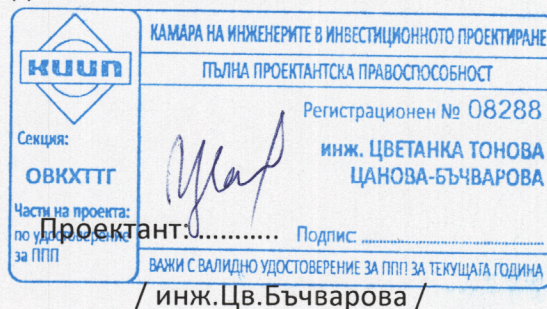 КАМАРА НА ИНЖЕНЕРИТЕ В ИНВЕСТИЦИОННОТО ПРОЕКТИРАНЕ
КИИП
ПЪЛНА ПРОЕКТАНТСКА ПРАВОСПОСОБНОСТ
Регистрационен № 08288
Секция:
ОВКХТТГ
инж. ЦВЕТАНКА ТОНОВА
ЦАНОВА-БЪЧВАРОВА
Части на проекта:
по удостоверение
за ППП
Проектант:...........
Подпис:
ВАЖИ С ВАЛИДНО УДОСТОВЕРЕНИЕ ЗА ППП ЗА ТЕКУЩАТА ГОДИНА
/ инж.Цв.Бъчварова /